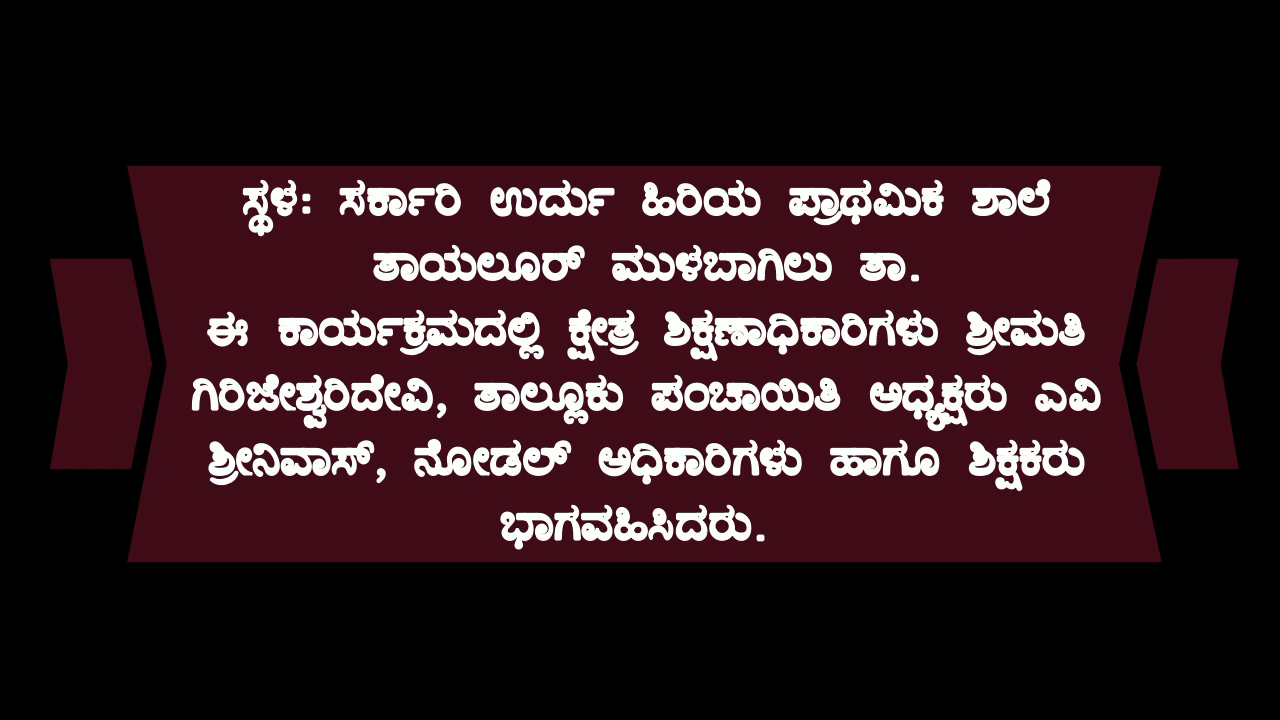 ಸ್ಥಳ: ಸರ್ಕಾರಿ ಉರ್ದು ಹಿರಿಯ ಪ್ರಾಥಮಿಕ ಶಾಲೆ
ತಾಯಲೂರ್ ಮುಳಬಾಗಿಲು ತಾ.
ಈ ಕಾರ್ಯಕ್ರಮದಲ್ಲಿ ಕ್ಷೇತ್ರ ಶಿಕ್ಷಣಾಧಿಕಾರಿಗಳು ಶ್ರೀಮತಿ
ಗಿರಿಜೇಶ್ವರಿದೇವಿ, ತಾಲ್ಲೂಕು ಪಂಚಾಯಿತಿ ಅಧ್ಯಕ್ಷರು ಎವಿ
ಶ್ರೀನಿವಾಸ್, ನೋಡಲ್ ಅಧಿಕಾರಿಗಳು ಹಾಗೂ ಶಿಕ್ಷಕರು
ಭಾಗವಹಿಸಿದರು.